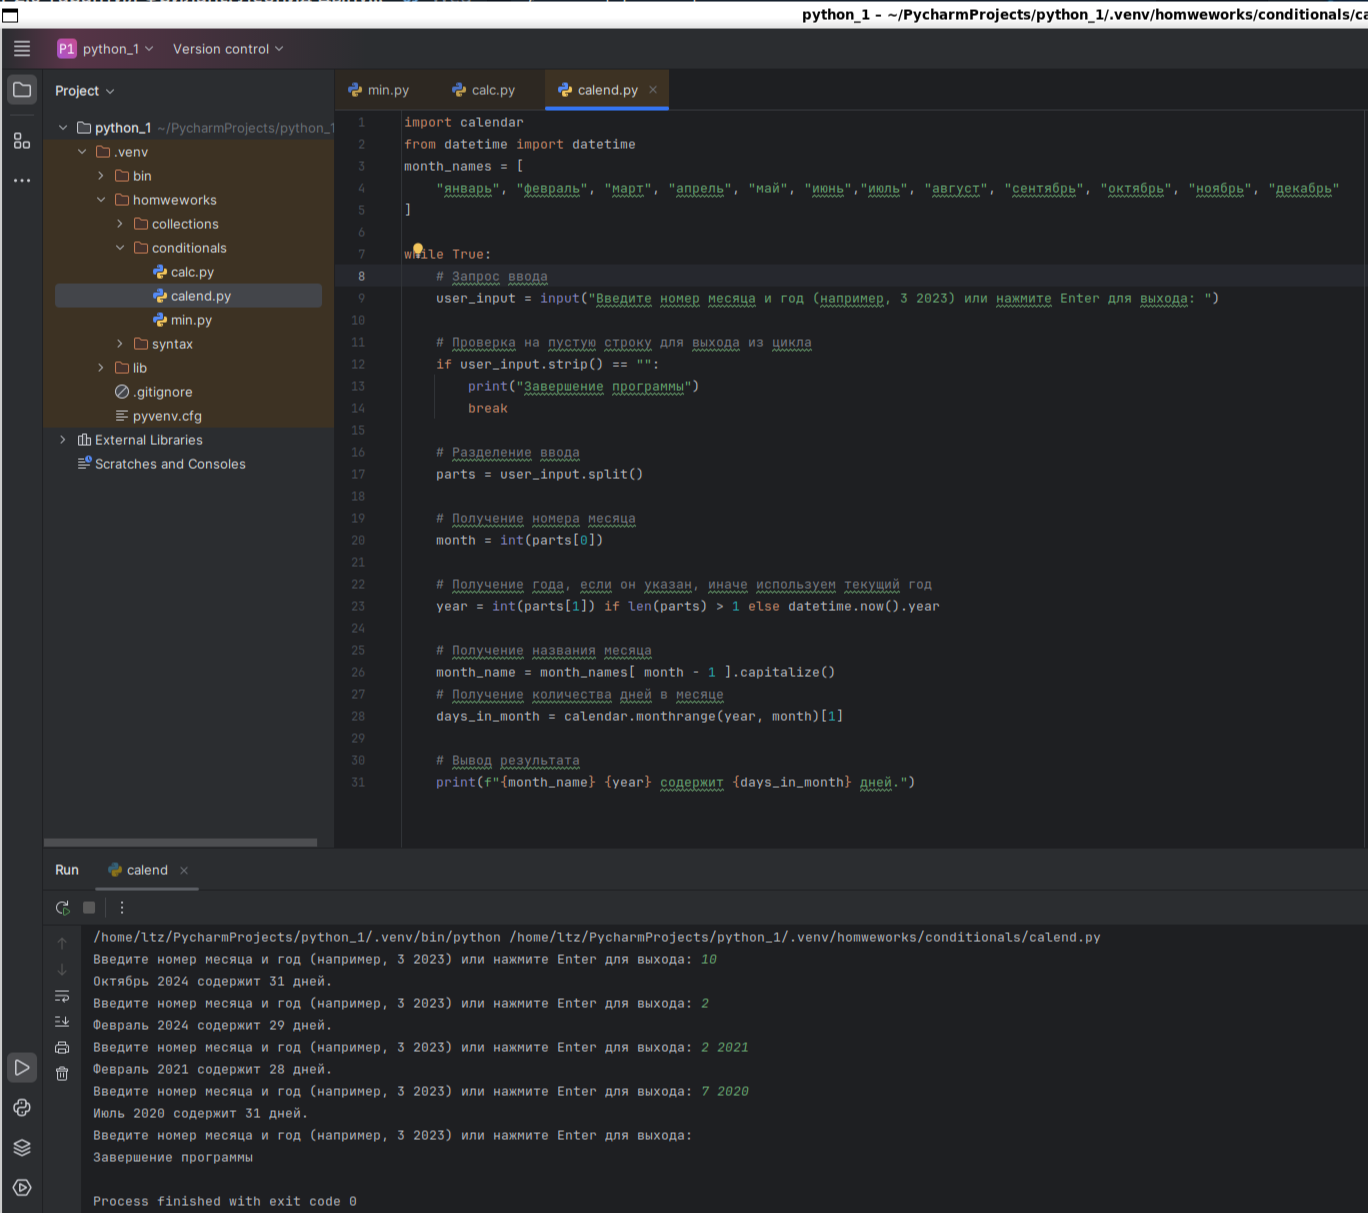 python_1 – ~/PycharmProjects/python_1/.venv/homweworks/conditionals/ca
P1 python_1 Version control
Project
python_1 ~/PycharmProjects/python_1
.venv
bin
homweworks
collections
conditionals
calc.py
calend.py
min.py
syntax
lib
.gitignore
pyvenv.cfg
External Libraries
Scratches and Consoles
min.py calc.py calend.py
1 import calendar
2 from datetime import datetime
3 month_names = [
4 "январь", "февраль", "март", "апрель", "май", "июнь","июль", "август", "сентябрь", "октябрь", "ноябрь", "декабрь"
5 ]
6
7 while True:
8 # Запрос ввода
9 user_input = input("Введите номер месяца и год (например, 3 2023) или нажмите Enter для выхода: ")
10
11 # Проверка на пустую строку для выхода из цикла
12 if user_input.strip() == "":
13 print("Завершение программы")
14 break
15
16 # Разделение ввода
17 parts = user_input.split()
18
19 # Получение номера месяца
20 month = int(parts[0])
21
22 # Получение года, если он указан, иначе используем текущий год
23 year = int(parts[1]) if len(parts) > 1 else datetime.now().year
24
25 # Получение названия месяца
26 month_name = month_names[ month - 1 ].capitalize()
27 # Получение количества дней в месяце
28 days_in_month = calendar.monthrange(year, month)[1]
29
30 # Вывод результата
31 print(f"{month_name} {year} содержит {days_in_month} дней.")
Run calend
/home/ltz/PycharmProjects/python_1/.venv/bin/python /home/ltz/PycharmProjects/python_1/.venv/homweworks/conditionals/calend.py
Введите номер месяца и год (например, 3 2023) или нажмите Enter для выхода: 10
Октябрь 2024 содержит 31 дней.
Введите номер месяца и год (например, 3 2023) или нажмите Enter для выхода: 2
Февраль 2024 содержит 29 дней.
Введите номер месяца и год (например, 3 2023) или нажмите Enter для выхода: 2 2021
Февраль 2021 содержит 28 дней.
Введите номер месяца и год (например, 3 2023) или нажмите Enter для выхода: 7 2020
Июль 2020 содержит 31 дней.
Введите номер месяца и год (например, 3 2023) или нажмите Enter для выхода:
Завершение программы
Process finished with exit code 0